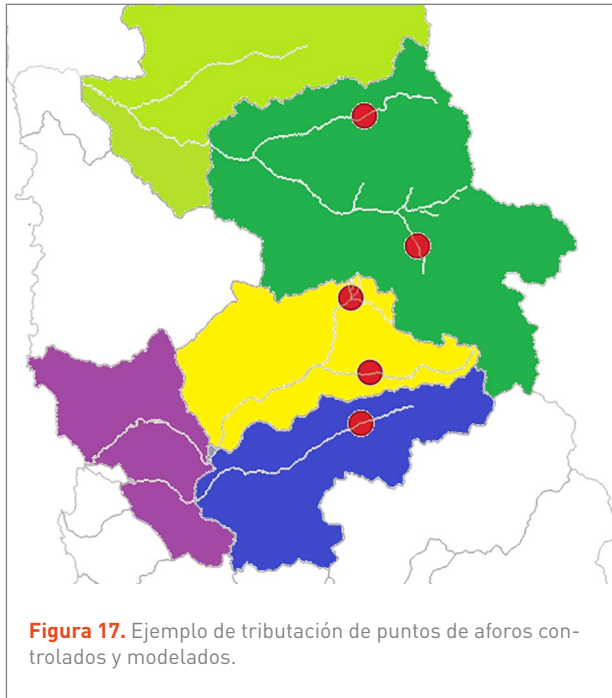 Figura 17. Ejemplo de tributación de puntos de aforos con-
trolados y modelados.